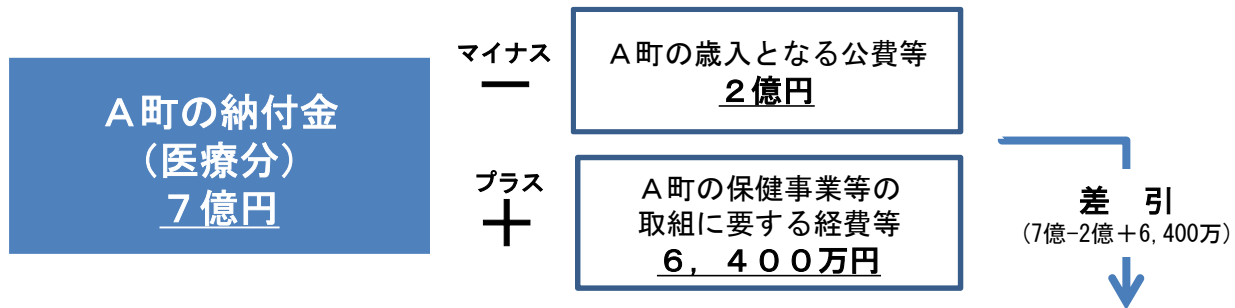 A町の納付金
(医療分)
7億円
マイナス
－
A町の歳入となる公費等
２億円
プラス
＋
A町の保健事業等の
取組に要する経費等
６，４００万円
差　引
(7億-2億＋6,400万)